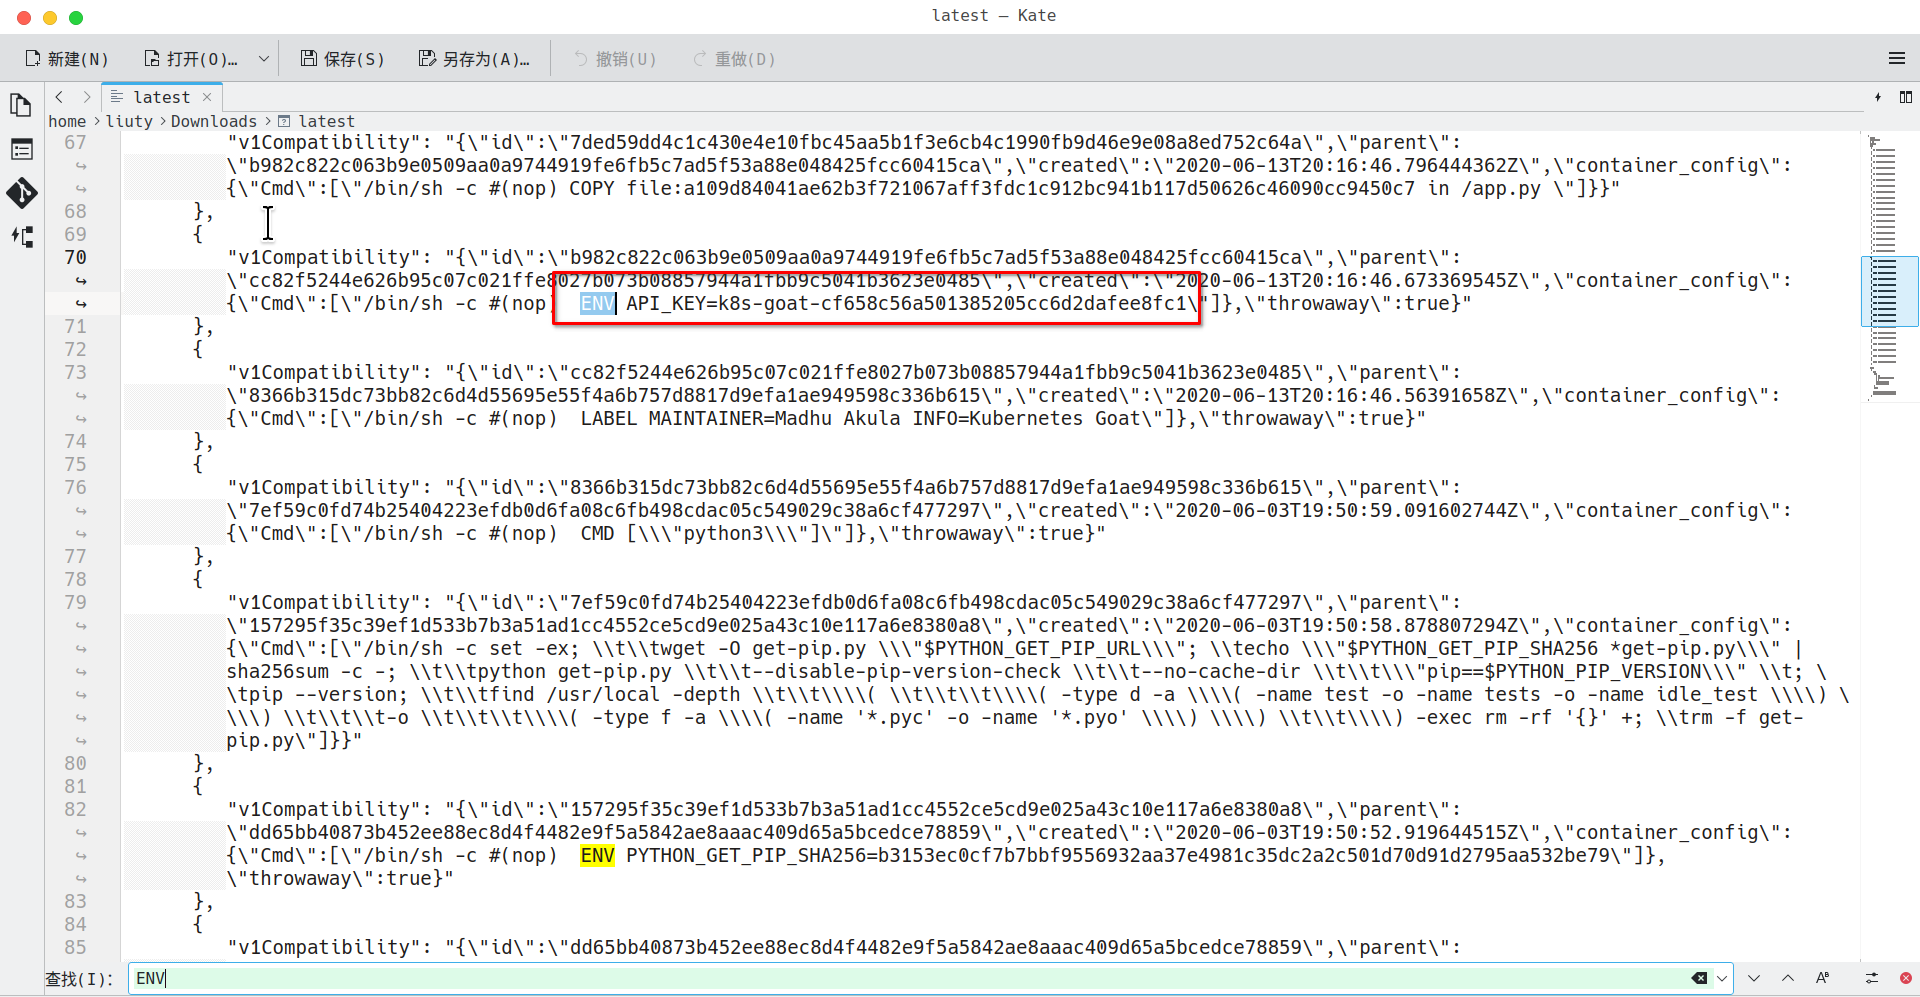 latest — Kate
新建(N) 打开(O)... 保存(S) 另存为(A)... 撤销(U) 重做(D)
latest
home > liuty > Downloads > latest
67 "v1Compatibility": "{\"id\":\"7ded59dd4c1c430e4e10fbc45aa5b1f3e6cb4c1990fb9d46e9e08a8ed752c64a\",\"parent\":
\"b982c822c063b9e0509aa0a9744919fe6fb5c7ad5f53a88e048425fcc60415ca\",\"created\":\"2020-06-13T20:16:46.796444362Z\",\"container_config\":
{\"Cmd\":[\"/bin/sh -c #(nop) COPY file:a109d84041ae62b3f721067aff3fdc1c912bc941b117d50626c46090cc9450c7 in /app.py \"]}}"
68 },
69 {
70 "v1Compatibility": "{\"id\":\"b982c822c063b9e0509aa0a9744919fe6fb5c7ad5f53a88e048425fcc60415ca\",\"parent\":
\"cc82f5244e626b95c07c021ffe8027b073b08857944a1fbb9c5041b3623e0485\",\"created\":\"2020-06-13T20:16:46.673369545Z\",\"container_config\":
{\"Cmd\":[\"/bin/sh -c #(nop)  ENV API_KEY=k8s-goat-cf658c56a501385205cc6d2dafee8fc1\"]},\"throwaway\":true}"
71 },
72 {
73 "v1Compatibility": "{\"id\":\"cc82f5244e626b95c07c021ffe8027b073b08857944a1fbb9c5041b3623e0485\",\"parent\":
\"8366b315dc73bb82c6d4d55695e55f4a6b757d8817d9efa1ae949598c336b615\",\"created\":\"2020-06-13T20:16:46.56391658Z\",\"container_config\":
{\"Cmd\":[\"/bin/sh -c #(nop)  LABEL MAINTAINER=Madhu Akula INFO=Kubernetes Goat\"]},\"throwaway\":true}"
74 },
75 {
76 "v1Compatibility": "{\"id\":\"8366b315dc73bb82c6d4d55695e55f4a6b757d8817d9efa1ae949598c336b615\",\"parent\":
\"7ef59c0fd74b25404223efdb0d6fa08c6fb498cdac05c549029c38a6cf477297\",\"created\":\"2020-06-03T19:50:59.091602744Z\",\"container_config\":
{\"Cmd\":[\"/bin/sh -c #(nop)  CMD [\\\"python3\\\"]\"]},\"throwaway\":true}"
77 },
78 {
79 "v1Compatibility": "{\"id\":\"7ef59c0fd74b25404223efdb0d6fa08c6fb498cdac05c549029c38a6cf477297\",\"parent\":
\"157295f35c39ef1d533b7b3a51ad1cc4552ce5cd9e025a43c10e117a6e8380a8\",\"created\":\"2020-06-03T19:50:58.878807294Z\",\"container_config\":
{\"Cmd\":[\"/bin/sh -c set -ex; \\t\\twget -O get-pip.py \\\"$PYTHON_GET_PIP_URL\\\"; \\techo \\\"$PYTHON_GET_PIP_SHA256 *get-pip.py\\\" |
sha256sum -c -; \\t\\tpython get-pip.py \\t\\t--disable-pip-version-check \\t\\t--no-cache-dir \\t\\t\\\"pip==$PYTHON_PIP_VERSION\\\" \\t; \
\tpip --version; \\t\\tfind /usr/local -depth \\t\\t\\\\( \\t\\t\\t\\\\( -type d -a \\\\( -name test -o -name tests -o -name idle_test \\\\) \
\\\) \\t\\t\\t-o \\t\\t\\t\\\\( -type f -a \\\\( -name '*.pyc' -o -name '*.pyo' \\\\) \\\\) \\t\\t\\\\) -exec rm -rf '{}' +; \\trm -f get-
pip.py\"]}}"
80 },
81 {
82 "v1Compatibility": "{\"id\":\"157295f35c39ef1d533b7b3a51ad1cc4552ce5cd9e025a43c10e117a6e8380a8\",\"parent\":
\"dd65bb40873b452ee88ec8d4f4482e9f5a5842ae8aaac409d65a5bcedce78859\",\"created\":\"2020-06-03T19:50:52.919644515Z\",\"container_config\":
{\"Cmd\":[\"/bin/sh -c #(nop)  ENV PYTHON_GET_PIP_SHA256=b3153ec0cf7b7bbf9556932aa37e4981c35dc2a2c501d70d91d2795aa532be79\"]},
\"throwaway\":true}"
83 },
84 {
85 "v1Compatibility": "{\"id\":\"dd65bb40873b452ee88ec8d4f4482e9f5a5842ae8aaac409d65a5bcedce78859\",\"parent\":
查找(I): ENV